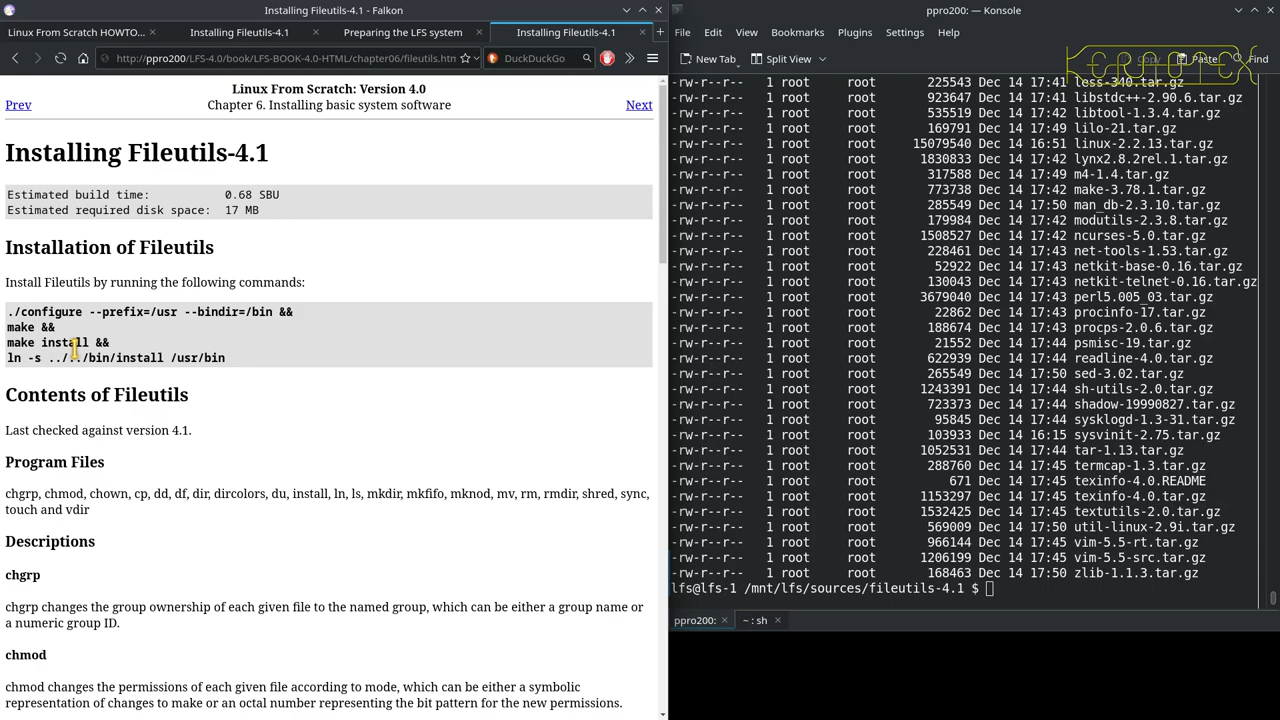 Installing Fileutils-4.1 - Falkon
Linux From Scratch HOWTO...
Installing Fileutils-4.1
Preparing the LFS system
Installing Fileutils-4.1
http://ppro200/LFS-4.0/book/LFS-BOOK-4.0-HTML/chapter06/fileutils.htm
DuckDuckGo
Linux From Scratch: Version 4.0
Prev
Chapter 6. Installing basic system software
Next
Installing Fileutils-4.1
Estimated build time: 0.68 SBU
Estimated required disk space: 17 MB
Installation of Fileutils
Install Fileutils by running the following commands:
./configure --prefix=/usr --bindir=/bin &&
make &&
make install &&
ln -s ../../bin/install /usr/bin
Contents of Fileutils
Last checked against version 4.1.
Program Files
chgrp, chmod, chown, cp, dd, df, dir, dircolors, du, install, ln, ls, mkdir, mkfifo, mknod, mv, rm, rmdir, shred, sync,
touch and vdir
Descriptions
chgrp
chgrp changes the group ownership of each given file to the named group, which can be either a group name or
a numeric group ID.
chmod
chmod changes the permissions of each given file according to mode, which can be either a symbolic
representation of changes to make or an octal number representing the bit pattern for the new permissions.
ppro200: — Konsole
File Edit View Bookmarks Plugins Settings Help
New Tab Split View Copy Paste Find
-rw-r--r-- 1 root root 225543 Dec 14 17:41 less-340.tar.gz
-rw-r--r-- 1 root root 923647 Dec 14 17:41 libstdc++-2.90.6.tar.gz
-rw-r--r-- 1 root root 535519 Dec 14 17:42 libtool-1.3.4.tar.gz
-rw-r--r-- 1 root root 169791 Dec 14 17:49 lilo-21.tar.gz
-rw-r--r-- 1 root root 15079540 Dec 14 16:51 linux-2.2.13.tar.gz
-rw-r--r-- 1 root root 1830833 Dec 14 17:42 lynx2.8.2rel.1.tar.gz
-rw-r--r-- 1 root root 317588 Dec 14 17:44 m4-1.4.tar.gz
-rw-r--r-- 1 root root 773738 Dec 14 17:42 make-3.78.1.tar.gz
-rw-r--r-- 1 root root 285549 Dec 14 17:50 man_db-2.3.10.tar.gz
-rw-r--r-- 1 root root 179984 Dec 14 17:42 modutils-2.3.8.tar.gz
-rw-r--r-- 1 root root 1508527 Dec 14 17:42 ncurses-5.0.tar.gz
-rw-r--r-- 1 root root 228461 Dec 14 17:43 net-tools-1.53.tar.gz
-rw-r--r-- 1 root root 52922 Dec 14 17:43 netkit-base-0.16.tar.gz
-rw-r--r-- 1 root root 130043 Dec 14 17:43 netkit-telnet-0.16.tar.gz
-rw-r--r-- 1 root root 3679040 Dec 14 17:43 perl5.005_03.tar.gz
-rw-r--r-- 1 root root 22862 Dec 14 17:43 procinfo-17.tar.gz
-rw-r--r-- 1 root root 188674 Dec 14 17:43 procps-2.0.6.tar.gz
-rw-r--r-- 1 root root 21552 Dec 14 17:44 psmisc-19.tar.gz
-rw-r--r-- 1 root root 622939 Dec 14 17:44 readline-4.0.tar.gz
-rw-r--r-- 1 root root 265549 Dec 14 17:50 sed-3.02.tar.gz
-rw-r--r-- 1 root root 1243391 Dec 14 17:44 sh-utils-2.0.tar.gz
-rw-r--r-- 1 root root 723373 Dec 14 17:44 shadow-19990827.tar.gz
-rw-r--r-- 1 root root 95845 Dec 14 17:44 sysklogd-1.3-31.tar.gz
-rw-r--r-- 1 root root 103933 Dec 14 16:15 sysvinit-2.75.tar.gz
-rw-r--r-- 1 root root 1052531 Dec 14 17:44 tar-1.13.tar.gz
-rw-r--r-- 1 root root 288760 Dec 14 17:45 termcap-1.3.tar.gz
-rw-r--r-- 1 root root 671 Dec 14 17:45 texinfo-4.0.README
-rw-r--r-- 1 root root 1153297 Dec 14 17:45 texinfo-4.0.tar.gz
-rw-r--r-- 1 root root 1532425 Dec 14 17:45 textutils-2.0.tar.gz
-rw-r--r-- 1 root root 569009 Dec 14 17:50 util-linux-2.9i.tar.gz
-rw-r--r-- 1 root root 966144 Dec 14 17:45 vim-5.5-rt.tar.gz
-rw-r--r-- 1 root root 1206199 Dec 14 17:45 vim-5.5-src.tar.gz
-rw-r--r-- 1 root root 168463 Dec 14 17:50 zlib-1.1.3.tar.gz
lfs@lfs-1 /mnt/lfs/sources/fileutils-4.1 $
ppro200:
~ : sh